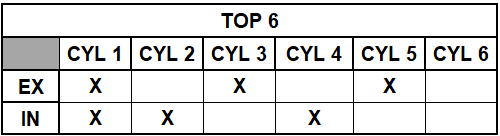 TOP 6
CYL 1 CYL 2 CYL 3 CYL 4 CYL 5 CYL 6
EX X X X
IN X X X